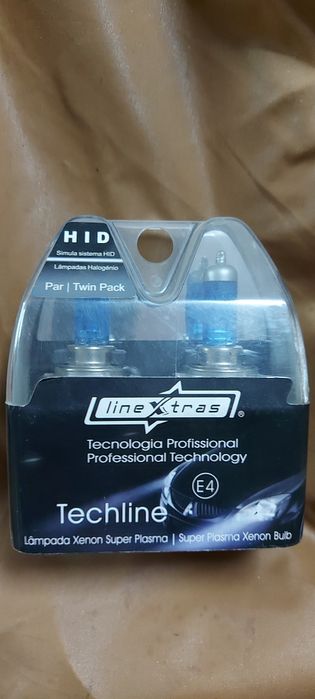 HID
Simula sistema HID
Lâmpadas Halogénio
Par | Twin Pack
lineXtras®
Tecnologia Profissional
Professional Technology
E4
Techline
Lâmpada Xenon Super Plasma | Super Plasma Xenon Bulb